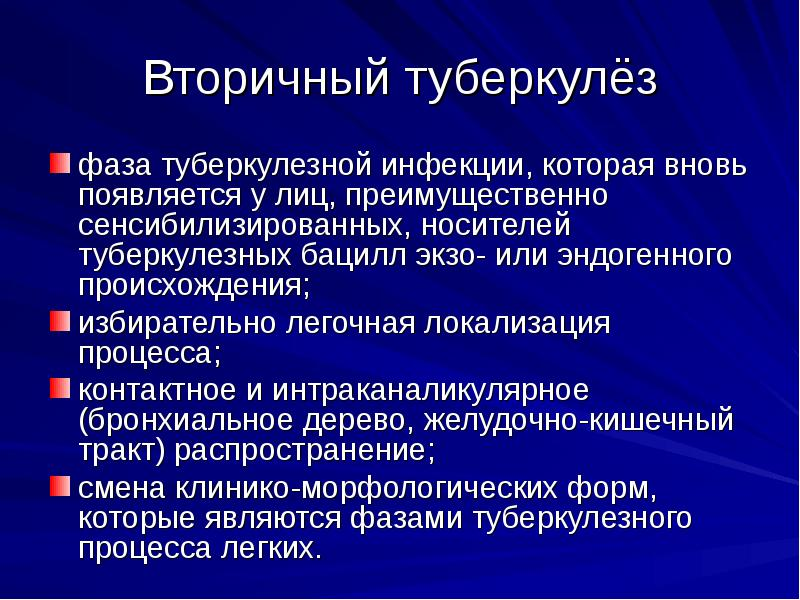 Вторичный туберкулёз
фаза туберкулезной инфекции, которая вновь
появляется у лиц, преимущественно
сенсибилизированных, носителей
туберкулезных бацилл экзо- или эндогенного
происхождения;
избирательно легочная локализация
процесса;
контактное и интраканаликулярное
(бронхиальное дерево, желудочно-кишечный
тракт) распространение;
смена клинико-морфологических форм,
которые являются фазами туберкулезного
процесса легких.